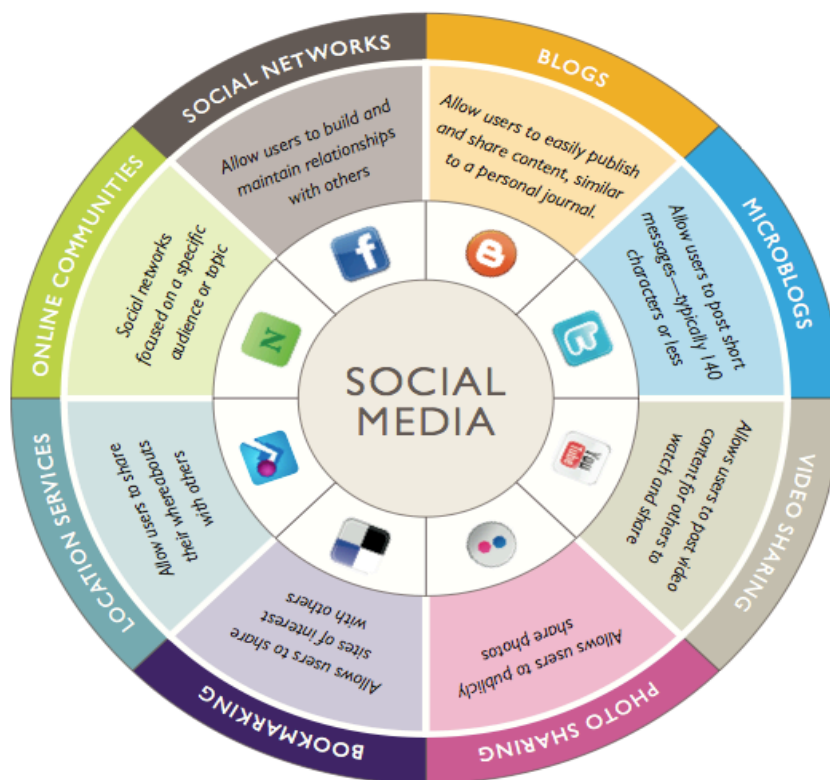 SOCIAL NETWORKS
Allow users to build and
maintain relationships
with others
BLOGS
Allow users to easily publish
and share content, similar
to a personal journal.
MICROBLOGS
Allow users to post short
messages—typically 140
characters or less
VIDEO SHARING
Allows users to post video
content for others to
watch and share
PHOTO SHARING
Allows users to publicly
share photos
BOOKMARKING
Allows users to share
sites of interest
with others
LOCATION SERVICES
Allow users to share
their whereabouts
with others
ONLINE COMMUNITIES
Social networks
focused on a specific
audience or topic
f
B
t
You
Tube
N
SOCIAL
MEDIA